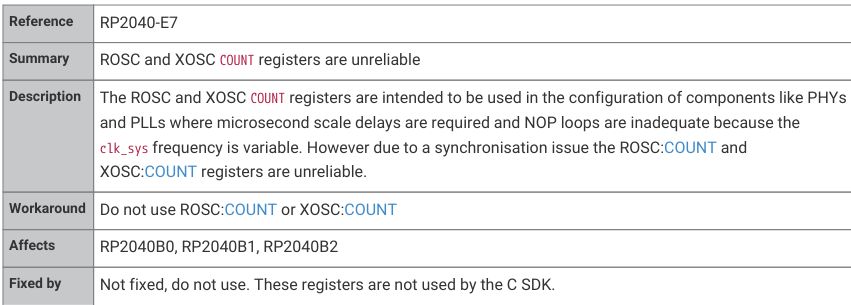 Reference RP2040-E7
Summary ROSC and XOSC COUNT registers are unreliable
Description The ROSC and XOSC COUNT registers are intended to be used in the configuration of components like PHYs
and PLLs where microsecond scale delays are required and NOP loops are inadequate because the
clk_sys frequency is variable. However due to a synchronisation issue the ROSC:COUNT and
XOSC:COUNT registers are unreliable.
Workaround Do not use ROSC:COUNT or XOSC:COUNT
Affects RP2040B0, RP2040B1, RP2040B2
Fixed by Not fixed, do not use. These registers are not used by the C SDK.